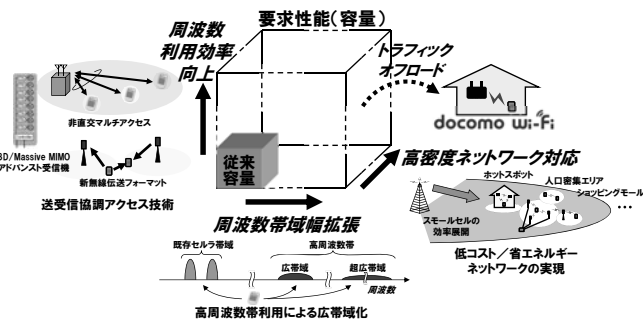 要求性能（容量）
周波数
利用効率
向上
トラフィック
オフロード
docomo Wi-Fi
非直交マルチアクセス
3D/Massive MIMO
アドバンスト受信機
新無線伝送フォーマット
送受信協調アクセス技術
従来
容量
高密度ネットワーク対応
ホットスポット
人口密集エリア
ショッピングモール
スモールセルの
効率展開
…
低コスト／省エネルギー
ネットワークの実現
周波数帯域幅拡張
既存セルラ帯域
高周波数帯
広帯域
超広帯域
周波数
高周波数帯利用による広帯域化